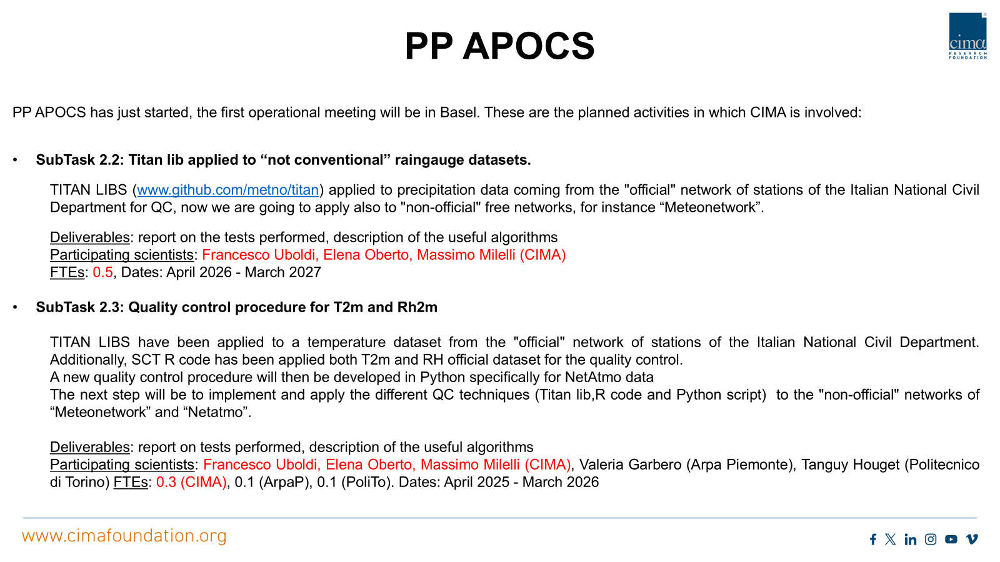 PP APOCS
cima
RESEARCH
FOUNDATION
PP APOCS has just started, the first operational meeting will be in Basel. These are the planned activities in which CIMA is involved:
• SubTask 2.2: Titan lib applied to “not conventional” raingauge datasets.
TITAN LIBS (www.github.com/metno/titan) applied to precipitation data coming from the "official" network of stations of the Italian National Civil
Department for QC, now we are going to apply also to "non-official" free networks, for instance “Meteonetwork”.
Deliverables: report on the tests performed, description of the useful algorithms
Participating scientists: Francesco Uboldi, Elena Oberto, Massimo Milelli (CIMA)
FTEs: 0.5, Dates: April 2026 - March 2027
• SubTask 2.3: Quality control procedure for T2m and Rh2m
TITAN LIBS have been applied to a temperature dataset from the "official" network of stations of the Italian National Civil Department.
Additionally, SCT R code has been applied both T2m and RH official dataset for the quality control.
A new quality control procedure will then be developed in Python specifically for NetAtmo data
The next step will be to implement and apply the different QC techniques (Titan lib,R code and Python script)  to the "non-official" networks of
“Meteonetwork” and “Netatmo”.
Deliverables: report on tests performed, description of the useful algorithms
Participating scientists: Francesco Uboldi, Elena Oberto, Massimo Milelli (CIMA), Valeria Garbero (Arpa Piemonte), Tanguy Houget (Politecnico
di Torino) FTEs: 0.3 (CIMA), 0.1 (ArpaP), 0.1 (PoliTo). Dates: April 2025 - March 2026
www.cimafoundation.org